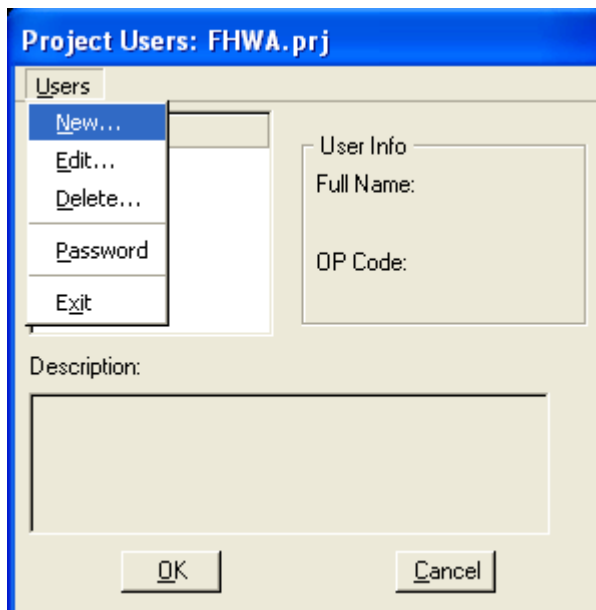 Project Users: FHWA.prj
Users
New...
Edit...
Delete...
Password
Exit
User Info
Full Name:
OP Code:
Description:
OK
Cancel